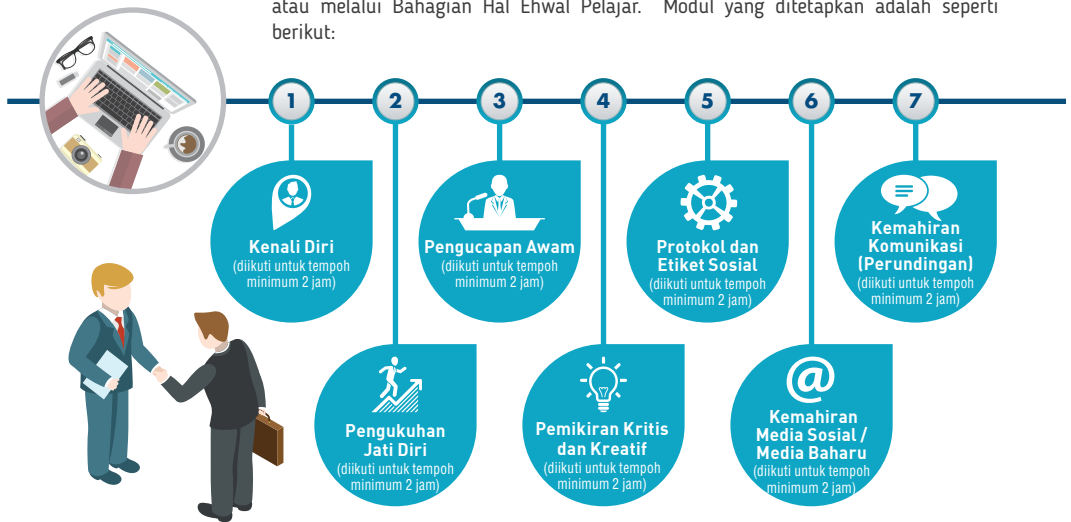 atau melalui Bahagian Hal Ehwal Pelajar. Modul yang ditetapkan adalah seperti
berikut:
1
2
3
4
5
6
7
Kenali Diri
(diikuti untuk tempoh
minimum 2 jam)
Pengukuhan
Jati Diri
(diikuti untuk tempoh
minimum 2 jam)
Pengucapan Awam
(diikuti untuk tempoh
minimum 2 jam)
Pemikiran Kritis
dan Kreatif
(diikuti untuk tempoh
minimum 2 jam)
Protokol dan
Etiket Sosial
(diikuti untuk tempoh
minimum 2 jam)
@
Kemahiran
Media Sosial /
Media Baharu
(diikuti untuk tempoh
minimum 2 jam)
Kemahiran
Komunikasi
(Perundingan)
(diikuti untuk tempoh
minimum 2 jam)